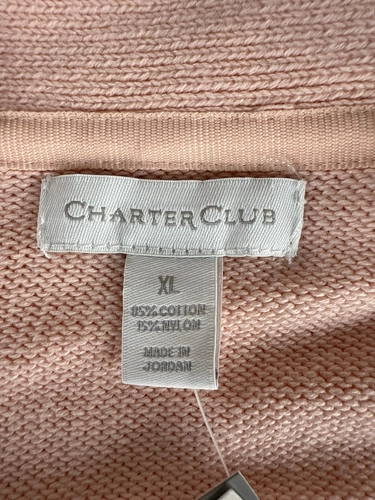 CHARTER CLUB
XL
85% COTTON
15% NYLON
MADE IN
JORDAN